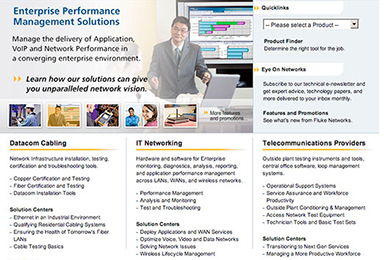 Enterprise Performance
Management Solutions
Manage the delivery of Application,
VoIP and Network Performance in
a converging enterprise environment.
Learn how our solutions can give
you unparalleled network vision.
More features
and promotions
Quicklinks
-- Please select a Product --
Product Finder
Determine the right tool for the job.
Eye On Networks
Subscribe to our technical e-newsletter and
get expert advice, technology papers, and
more delivered to your inbox monthly.
Features and Promotions
See what's new from Fluke Networks.
Datacom Cabling
Network Infrastructure installation, testing,
certification and troubleshooting tools.
- Copper Certification and Testing
- Fiber Certification and Testing
- Datacom Installation Tools
Solution Centers
- Ethernet in an Industrial Environment
- Qualifying Residential Cabling Systems
- Ensuring the Health of Tomorrow's Fiber
LANs
- Cable Testing Basics
IT Networking
Hardware and software for Enterprise
monitoring, diagnostics, analysis, reporting,
and application performance management
across LANs, WANs, and wireless networks.
- Performance Management
- Analysis and Monitoring
- Test and Troubleshooting
Solution Centers
- Deploy Applications and WAN Services
- Optimize Voice, Video and Data Networks
- Solving Network Issues
- Wireless Lifecycle Management
Telecommunications Providers
Outside plant testing instruments and tools,
central office software, loop management
systems.
- Operational Support Systems
- Service Assurance and Workforce
Productivity
- Outside Plant Conditioning & Management
- Access Network Test Equipment
- Technician Tools and Basic Test Sets
Solution Centers
- Transitioning to Next Gen Services
- Managing a More Productive Workforce